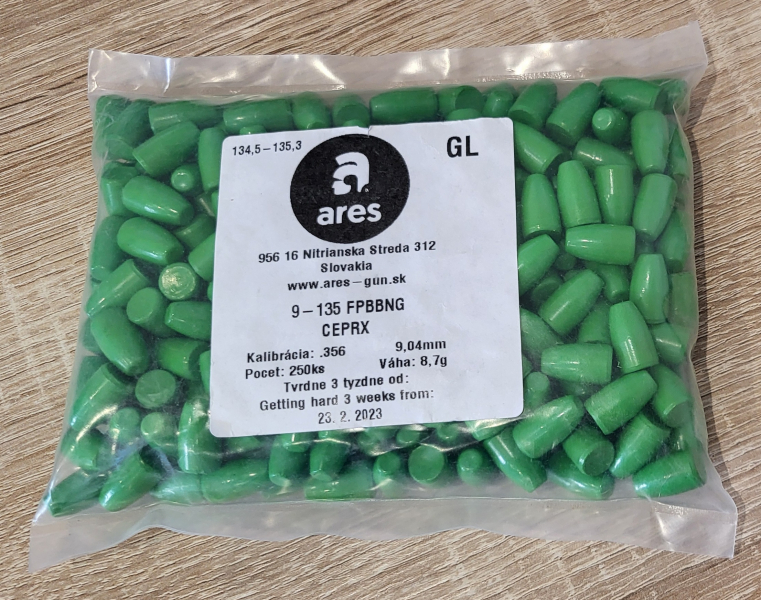 134,5-135,3
GL
ares
956 16 Nitrianska Streda 312
Slovakia
www.ares-gun.sk
9-135 FPBBNG
CEPRX
Kalibrácia: .356 9,04mm
Pocet: 250ks Váha: 8,7g
Tvrdne 3 tyzdne od:
Getting hard 3 weeks from:
23. 2. 2023